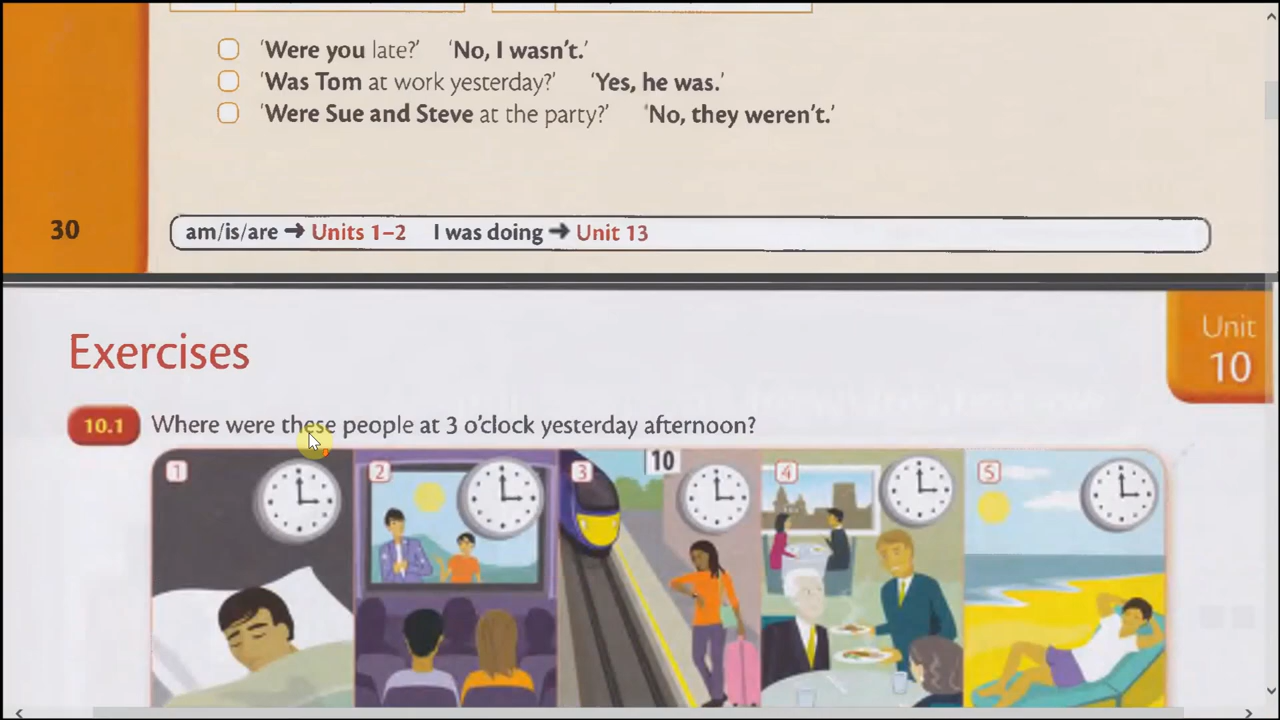 'Were you late?' 'No, I wasn't.'
'Was Tom at work yesterday?' 'Yes, he was.'
'Were Sue and Steve at the party?' 'No, they weren't.'
30
am/is/are → Units 1–2 I was doing → Unit 13
Exercises
Unit
10
10.1 Where were these people at 3 o'clock yesterday afternoon?
1 2 3 10 4 5